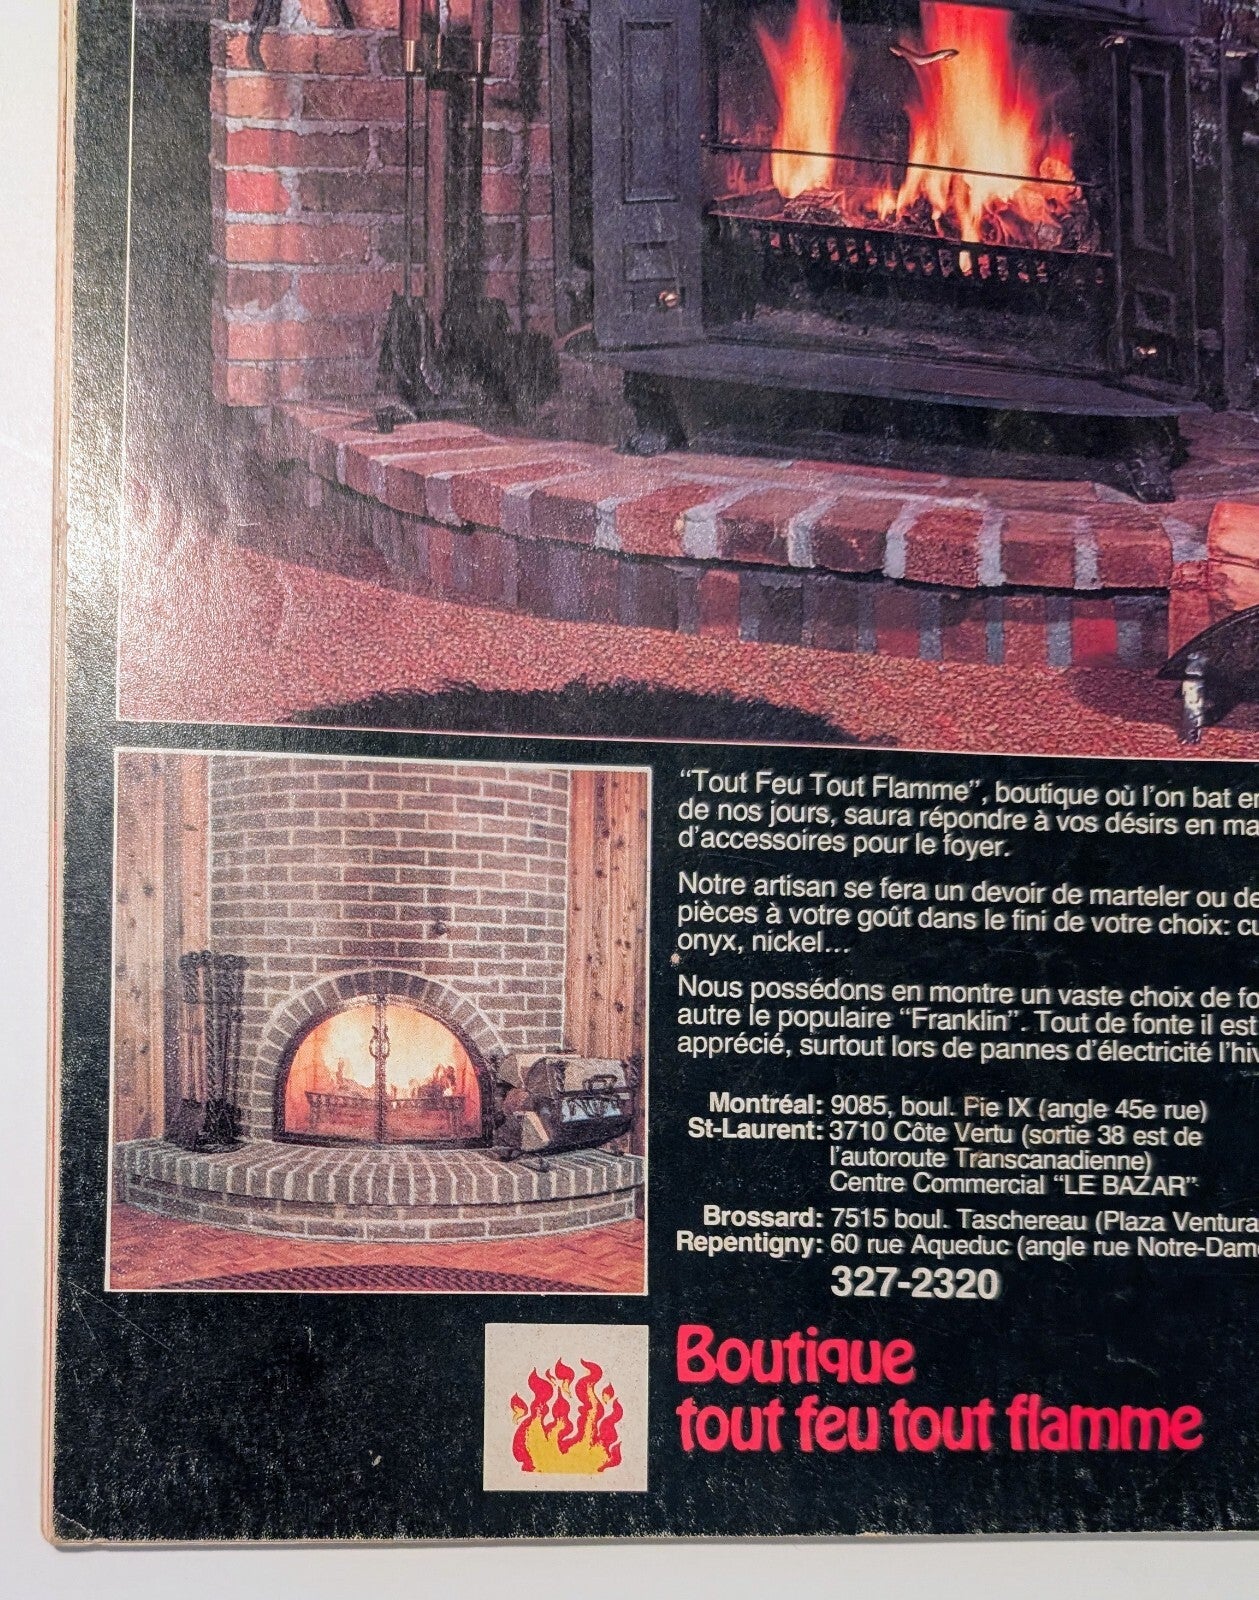 “Tout Feu Tout Flamme”, boutique où l’on bat
de nos jours, saura répondre à vos désirs en
d’accessoires pour le foyer.
Notre artisan se fera un devoir de marteler ou
pièces à votre goût dans le fini de votre choix:
onyx, nickel...
Nous possédons en montre un vaste choix de
autre le populaire “Franklin”. Tout de fonte il est
apprécié, surtout lors de pannes d’électricité
Montréal: 9085, boul. Pie IX (angle 45e rue)
St-Laurent: 3710 Côte Vertu (sortie 38 est de
l’autoroute Transcanadienne)
Centre Commercial “LE BAZAR”
Brossard: 7515 boul. Taschereau (Plaza Ventura
Repentigny: 60 rue Aqueduc (angle rue
327-2320
Boutique
tout feu tout flamme